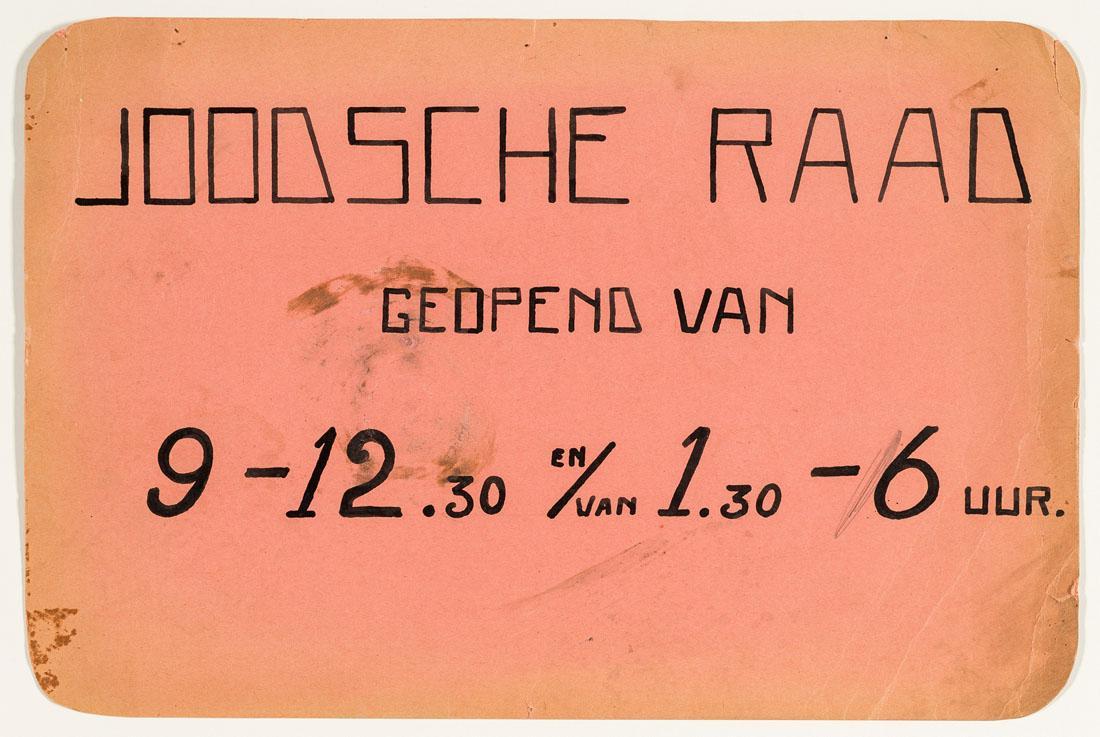 JOODSCHE RAAD
GEOPEND VAN
9 - 12.30 EN/VAN 1.30 - 6 UUR.